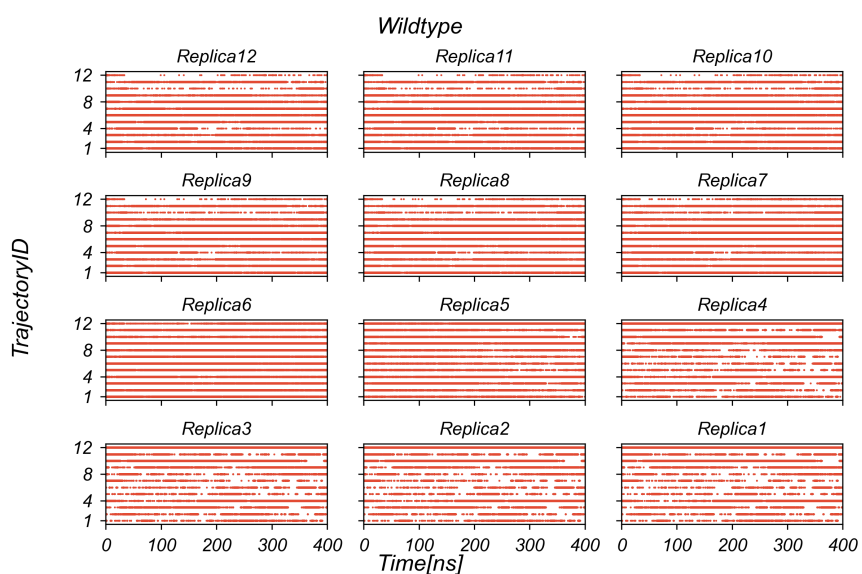 Wildtype
Replica12 Replica11 Replica10
12
8
4
1
Replica9 Replica8 Replica7
12
8
4
1
TrajectoryID
Replica6 Replica5 Replica4
12
8
4
1
Replica3 Replica2 Replica1
12
8
4
1
0 100 200 300 400 0 100 200 300 400 0 100 200 300 400
Time[ns]